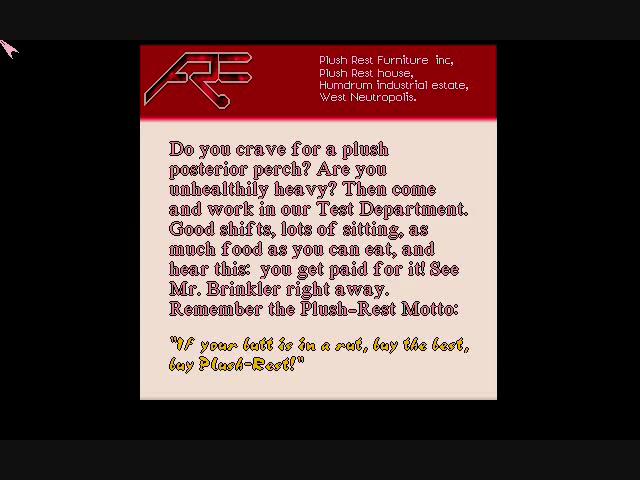 Plush Rest Furniture inc,
Plush Rest house,
Humdrum industrial estate,
West Neutropolis.
Do you crave for a plush
posterior perch? Are you
unhealthily heavy? Then come
and work in our Test Department.
Good shifts, lots of sitting, as
much food as you can eat, and
hear this: you get paid for it! See
Mr. Brinkler right away.
Remember the Plush-Rest Motto:
"If your butt is in a rut, buy the best,
buy Plush-Rest!"